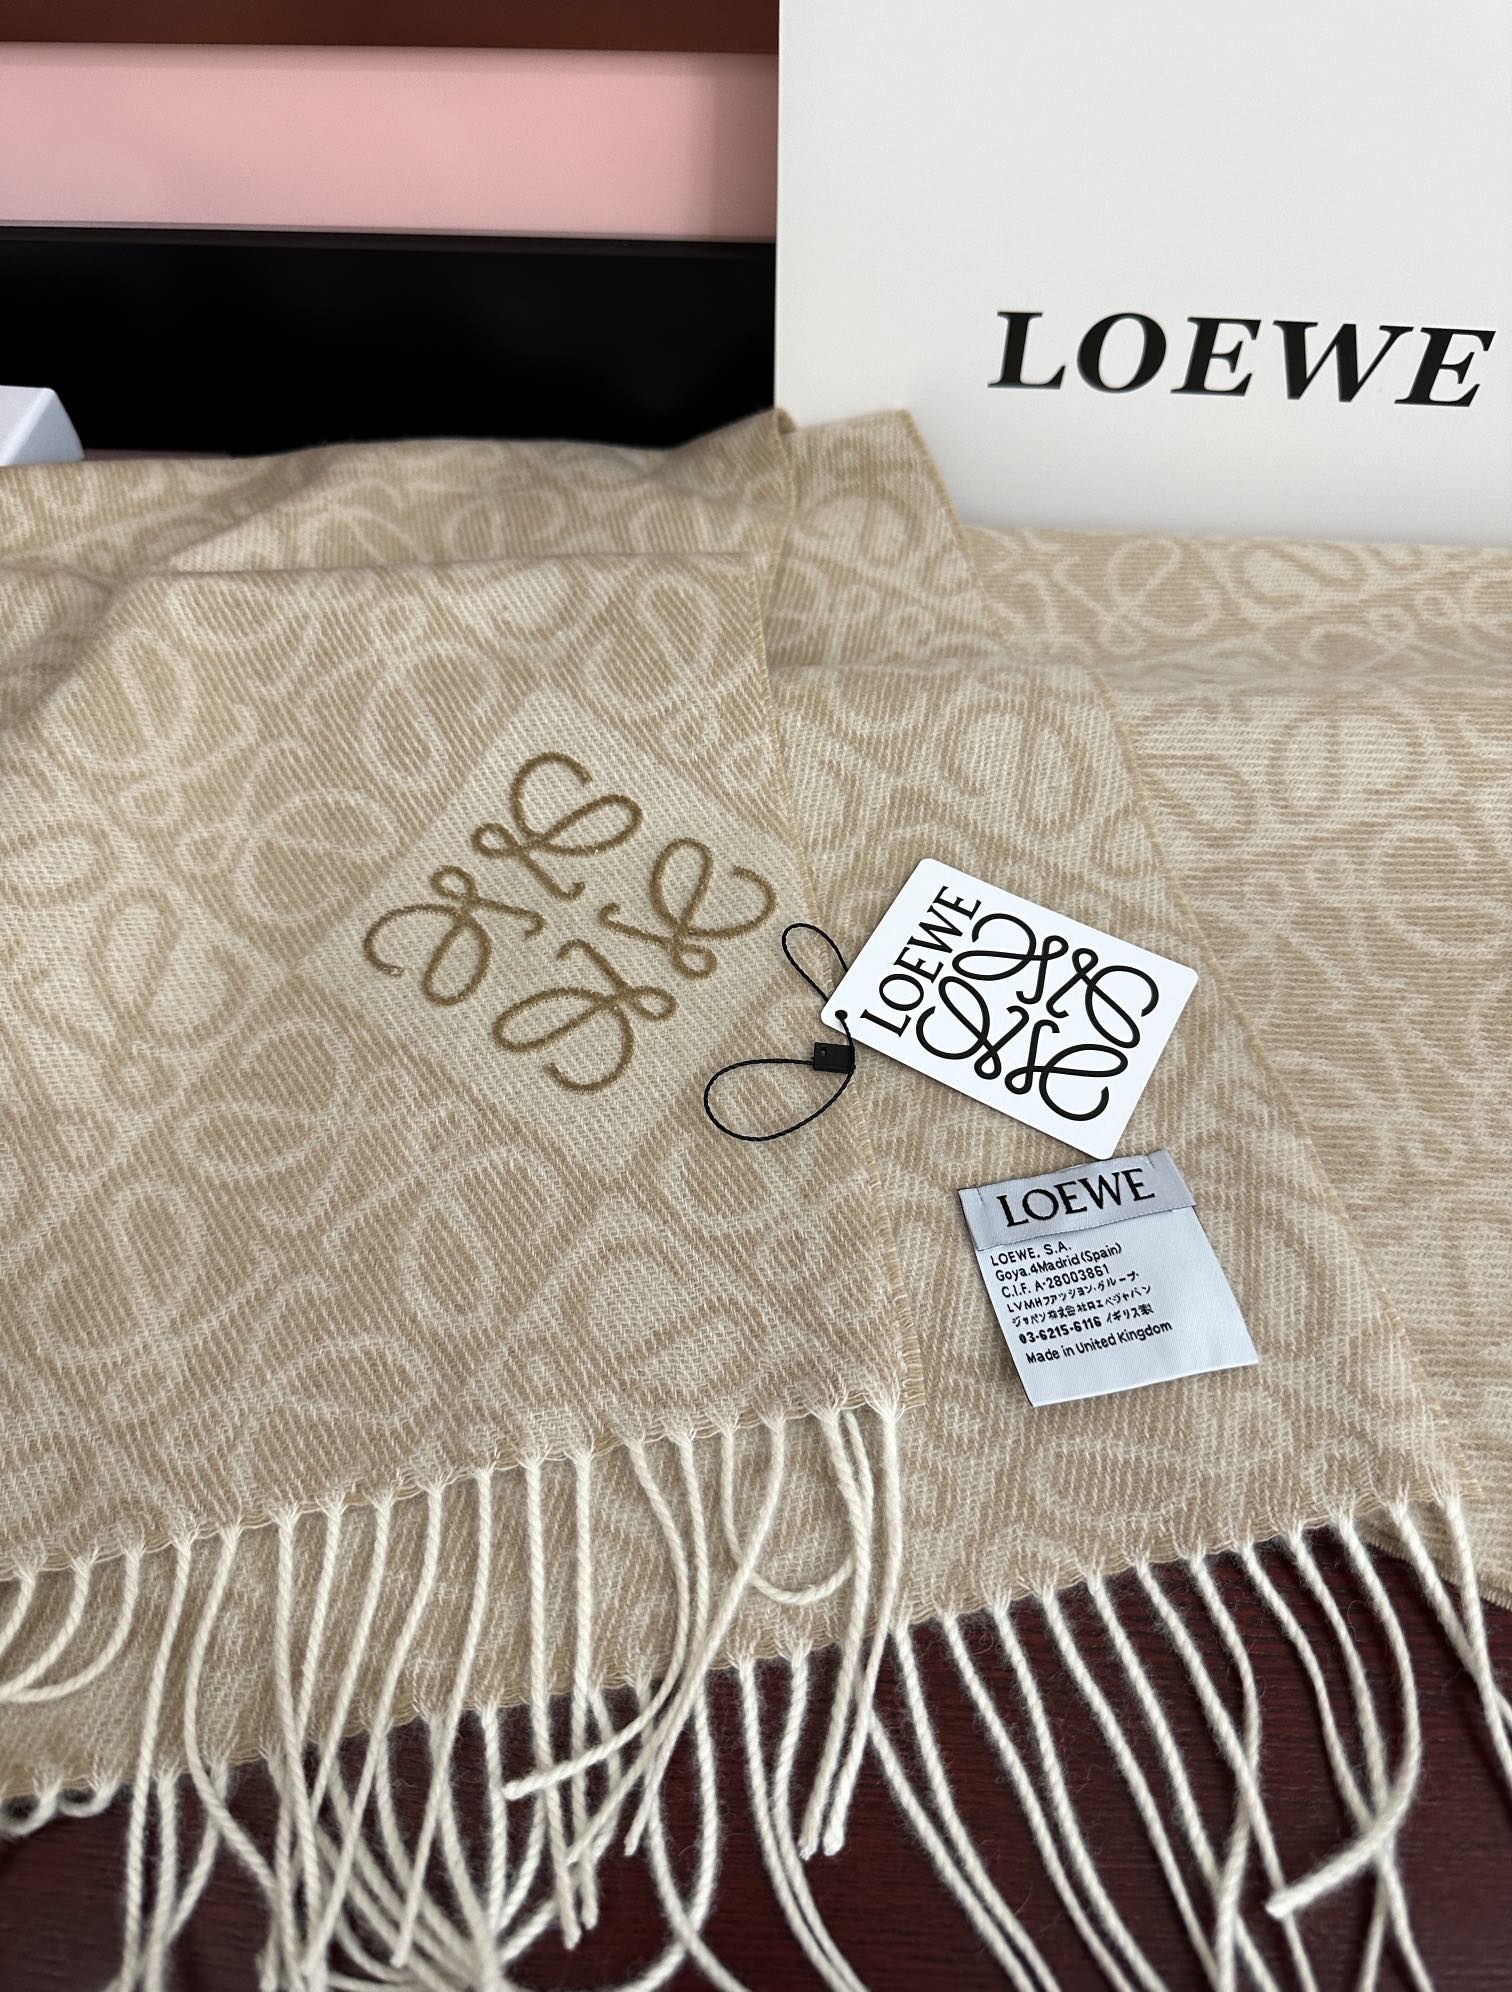 LOEWE
LOEWE
LOEWE
LOEWE. S.A.
Goya.4Madrid(Spain)
C.I.F. A-28003861
LVMHファッション・グループ・
ジャパン株式会社ロエベジャパン
03-6215-6116 イギリス製
Made in United Kingdom